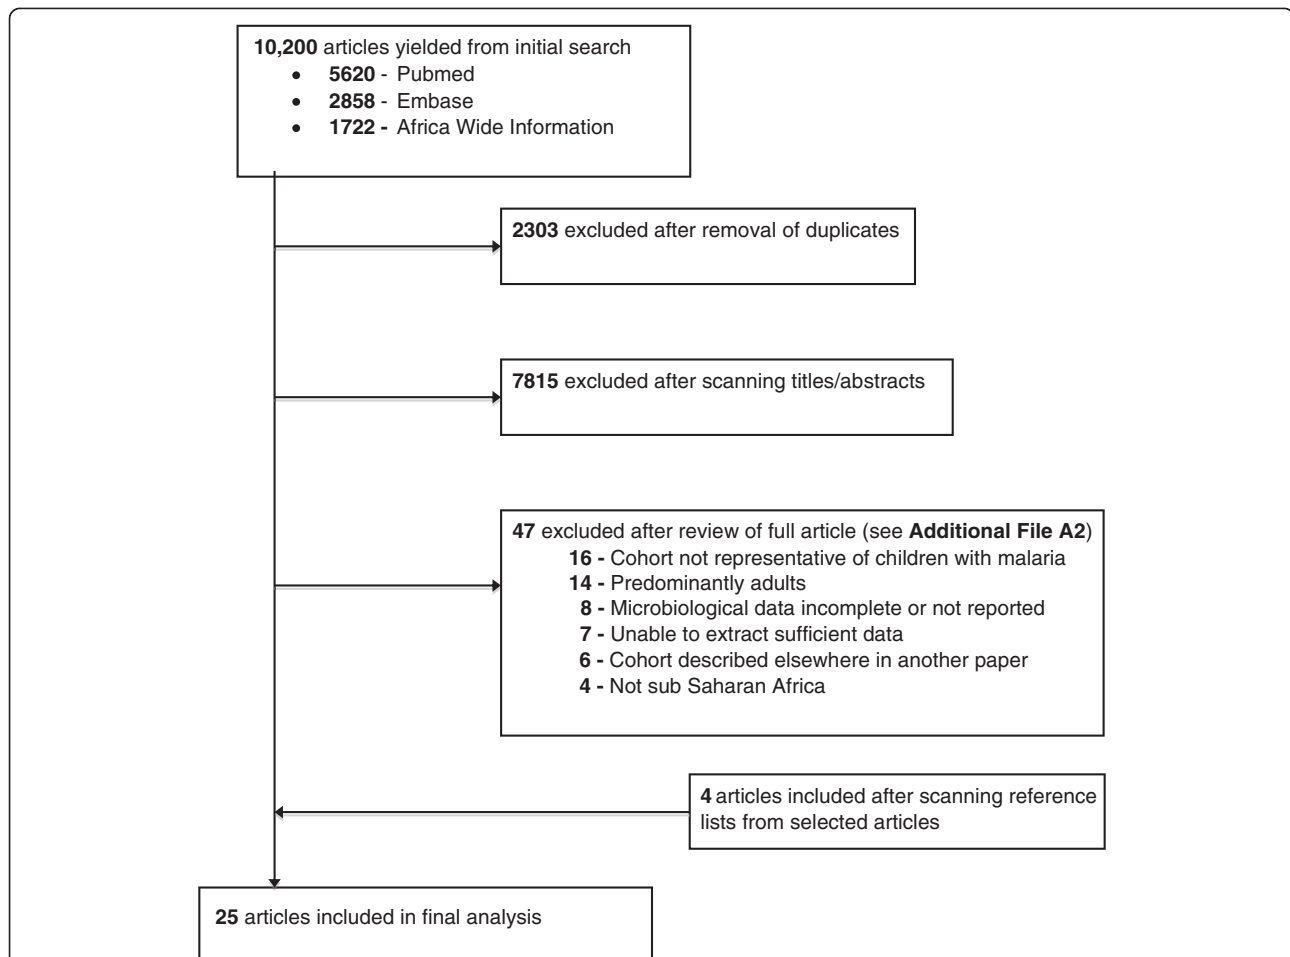 10,200 articles yielded from initial search
• 5620 - Pubmed
• 2858 - Embase
• 1722 - Africa Wide Information
2303 excluded after removal of duplicates
7815 excluded after scanning titles/abstracts
47 excluded after review of full article (see Additional File A2)
16 - Cohort not representative of children with malaria
14 - Predominantly adults
8 - Microbiological data incomplete or not reported
7 - Unable to extract sufficient data
6 - Cohort described elsewhere in another paper
4 - Not sub Saharan Africa
4 articles included after scanning reference
lists from selected articles
25 articles included in final analysis